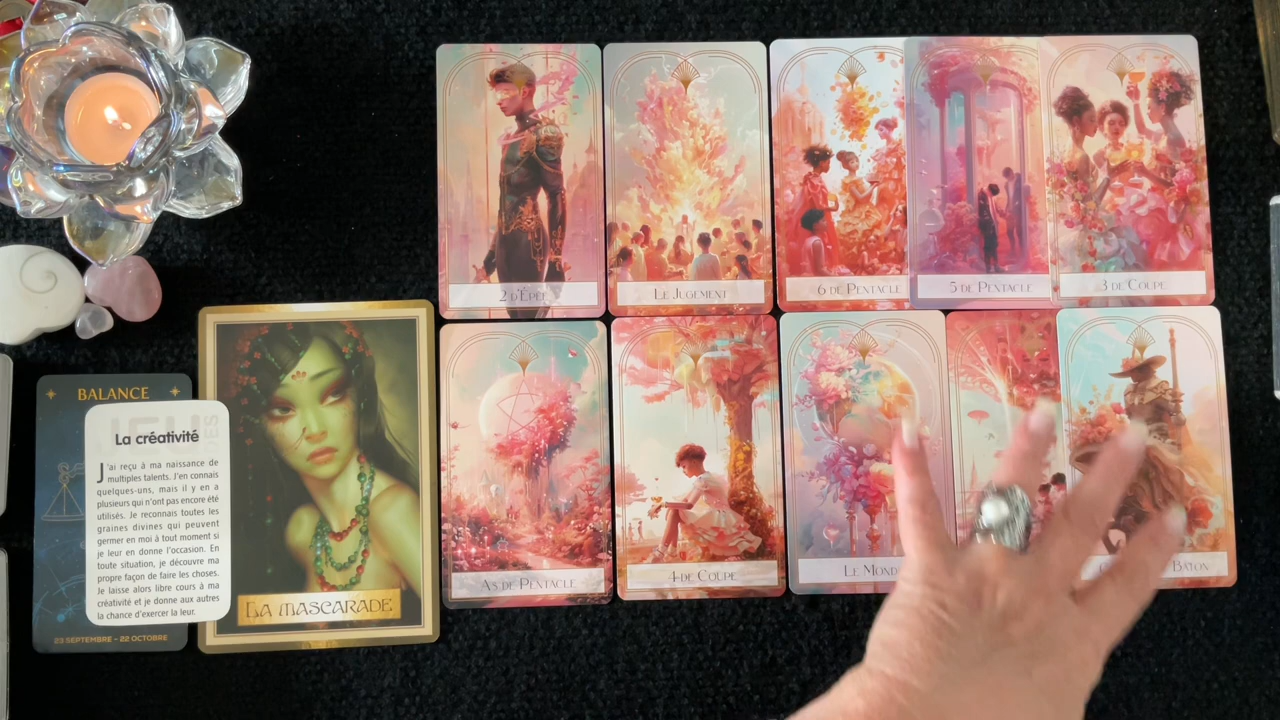 2 D'ÉPÉE
LE JUGEMENT
6 DE PENTACLE
5 DE PENTACLE
3 DE COUPE
BALANCE
La créativité
J'ai reçu à ma naissance de
multiples talents. J'en connais
quelques-uns, mais il y en a
plusieurs qui n'ont pas encore été
utilisés. Je reconnais toutes les
graines divines qui peuvent
germer en moi à tout moment si
je leur en donne l'occasion. En
toute situation, je découvre ma
propre façon de faire les choses.
Je laisse alors libre cours à ma
créativité et je donne aux autres
la chance d'exercer la leur.
23 SEPTEMBRE - 22 OCTOBRE
LA MASCARADE
AS DE PENTACLE
4 DE COUPE
LE MOND
BATON